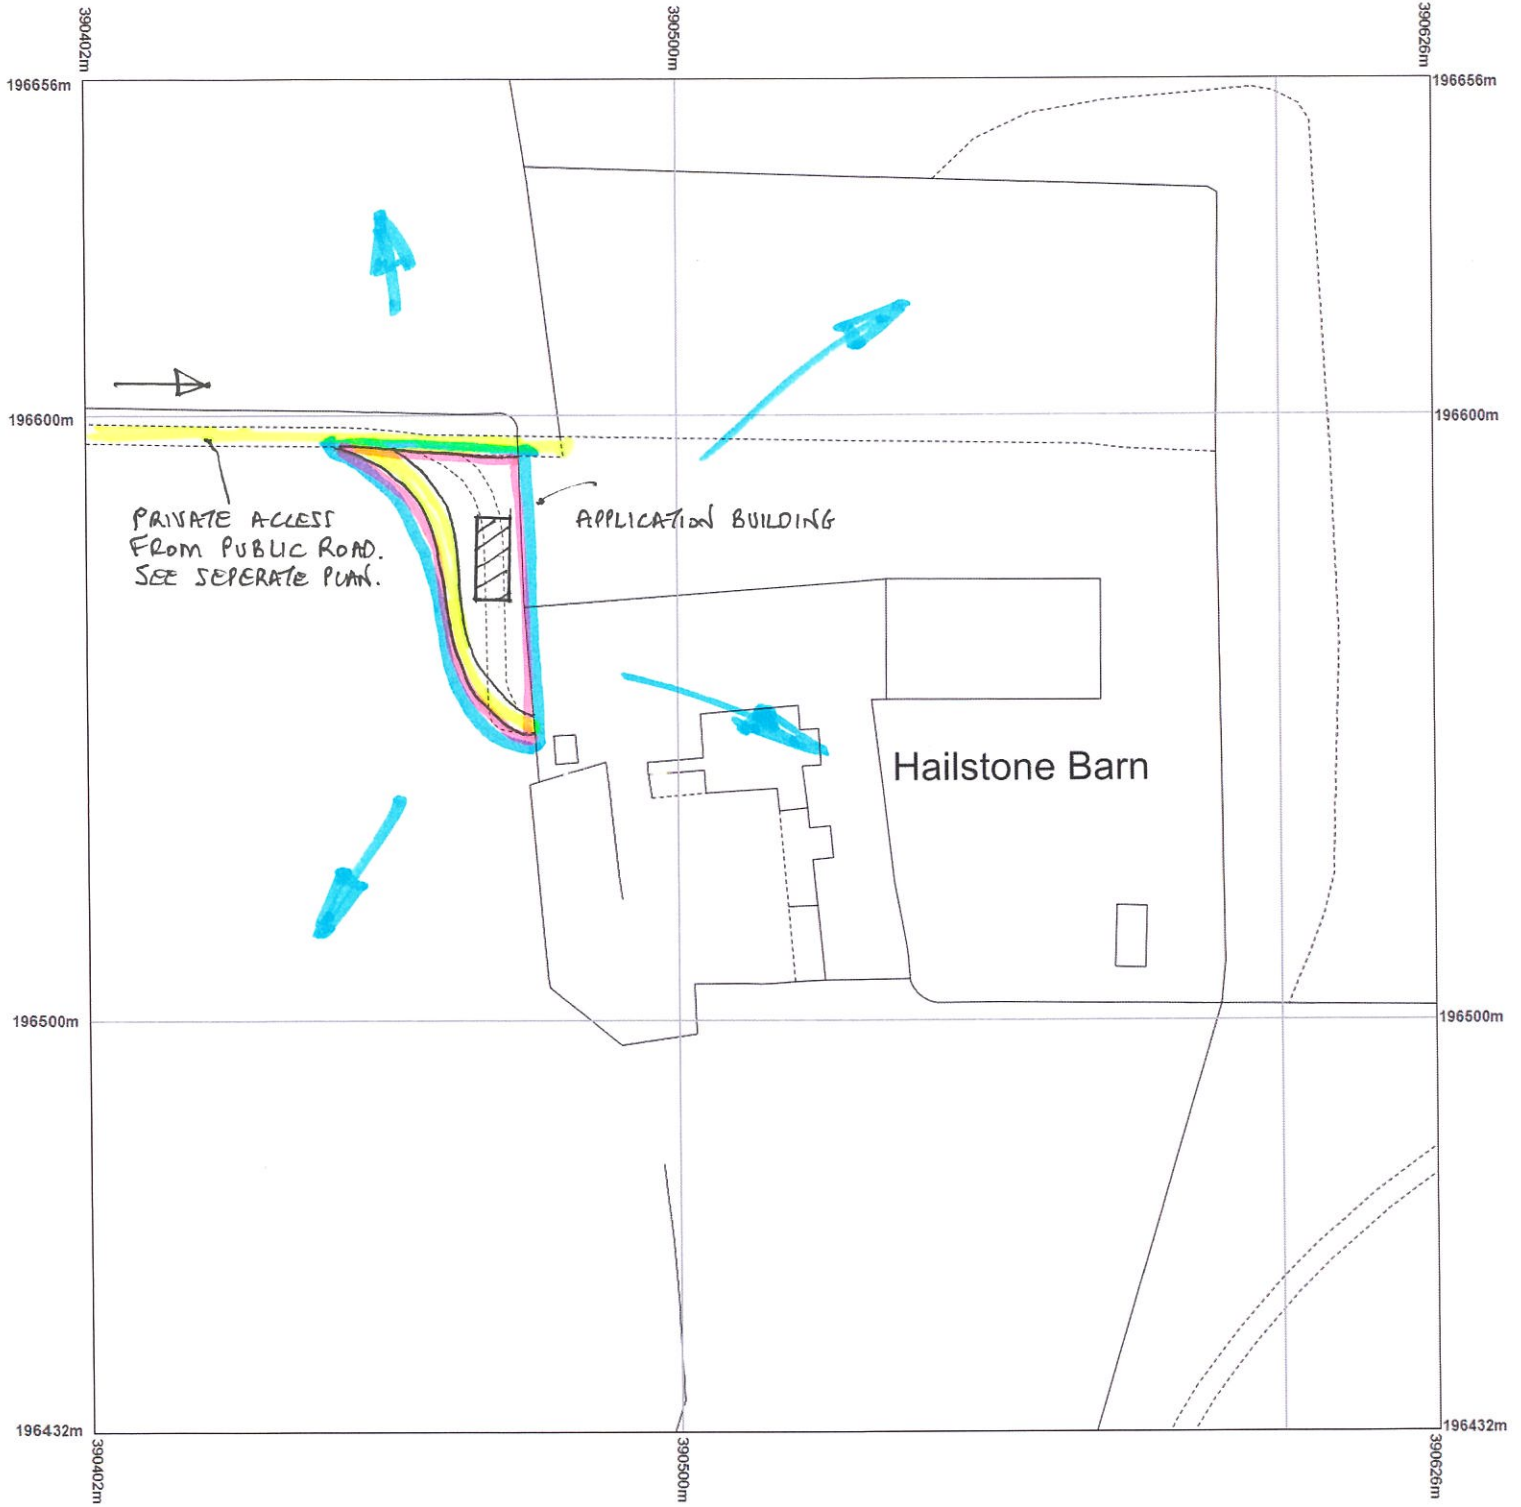 390402m
390500m
390626m
196656m
196656m
196600m
196600m
PRIVATE ACCESS
FROM PUBLIC ROAD.
SEE SEPERATE PLAN.
APPLICATION BUILDING
Hailstone Barn
196500m
196500m
196432m
196432m
390402m
390500m
390626m